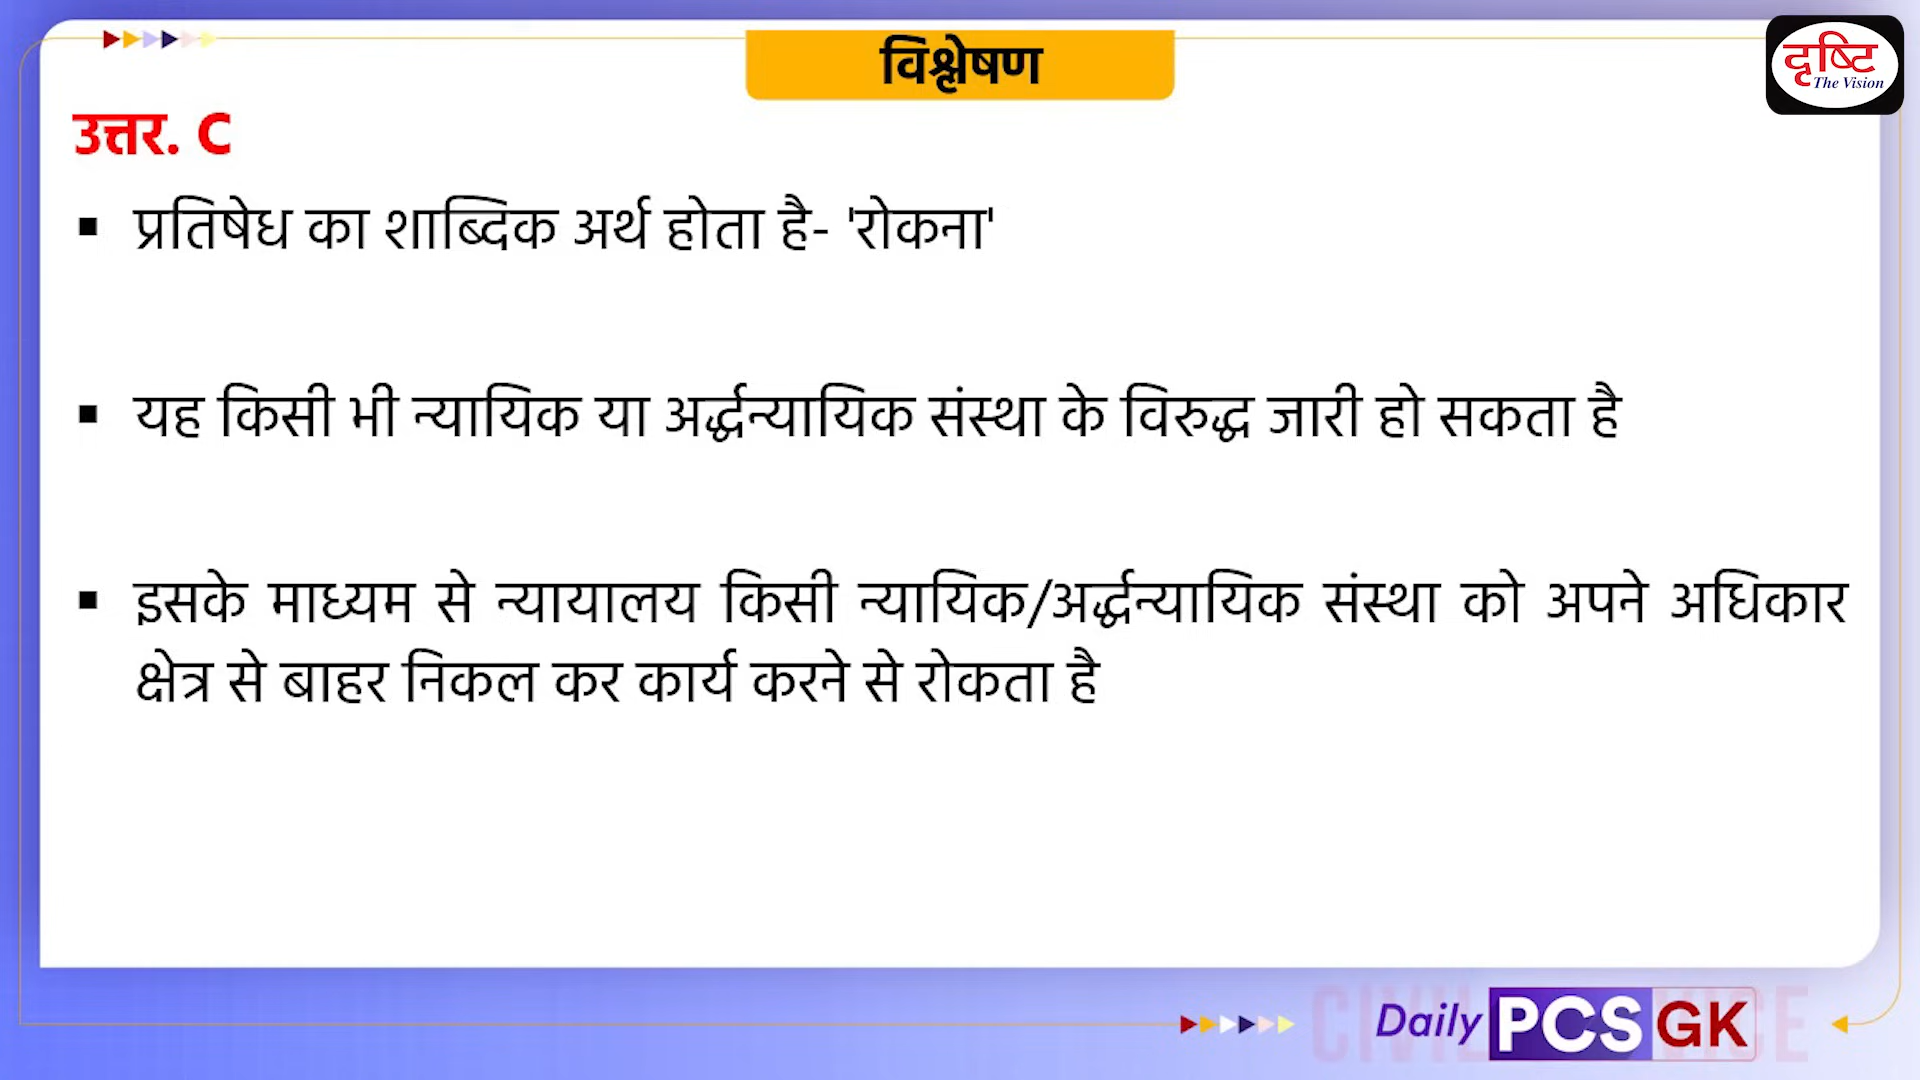 विश्लेषण
दृष्टि
The Vision
उत्तर. C
▪ प्रतिषेध का शाब्दिक अर्थ होता है- 'रोकना'
▪ यह किसी भी न्यायिक या अर्द्धन्यायिक संस्था के विरुद्ध जारी हो सकता है
▪ इसके माध्यम से न्यायालय किसी न्यायिक/अर्द्धन्यायिक संस्था को अपने अधिकार
क्षेत्र से बाहर निकल कर कार्य करने से रोकता है
Daily PCS GK